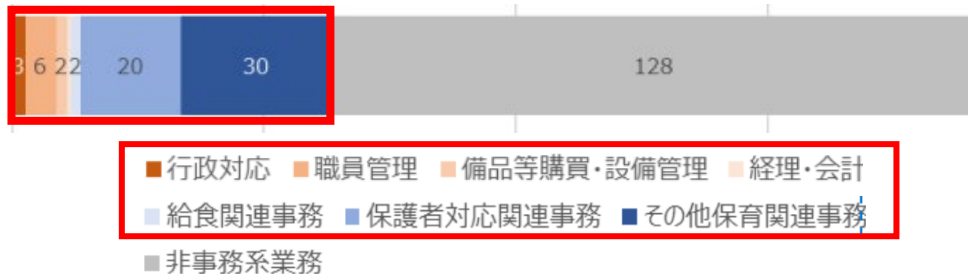 3 6 2 2 20 30 128
行政対応 職員管理 備品等購買・設備管理 経理・会計
給食関連事務 保護者対応関連事務 その他保育関連事務
非事務系業務